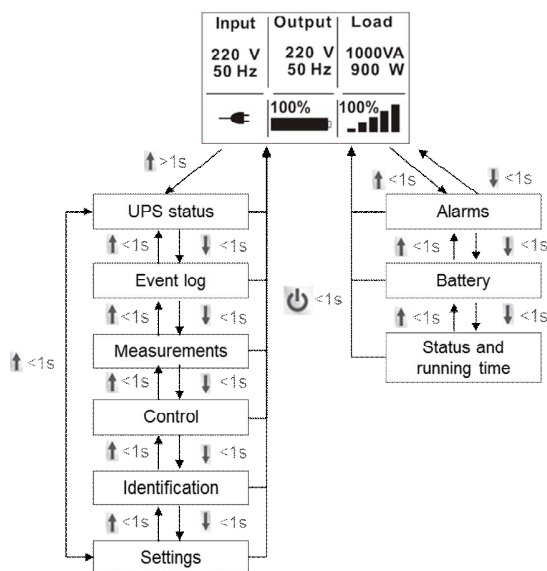 Input Output Load
220 V 220 V 1000VA
50 Hz 50 Hz 900 W
100% 100%
>1s
<1s <1s
UPS status Alarms
<1s <1s <1s <1s
Event log Battery
<1s
<1s <1s <1s <1s
Measurements Status and
running time
<1s
<1s <1s
Control
<1s <1s
Identification
<1s <1s
Settings